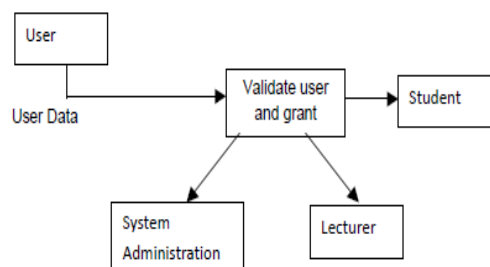 User
User Data
Validate user
and grant
Student
System
Administration
Lecturer